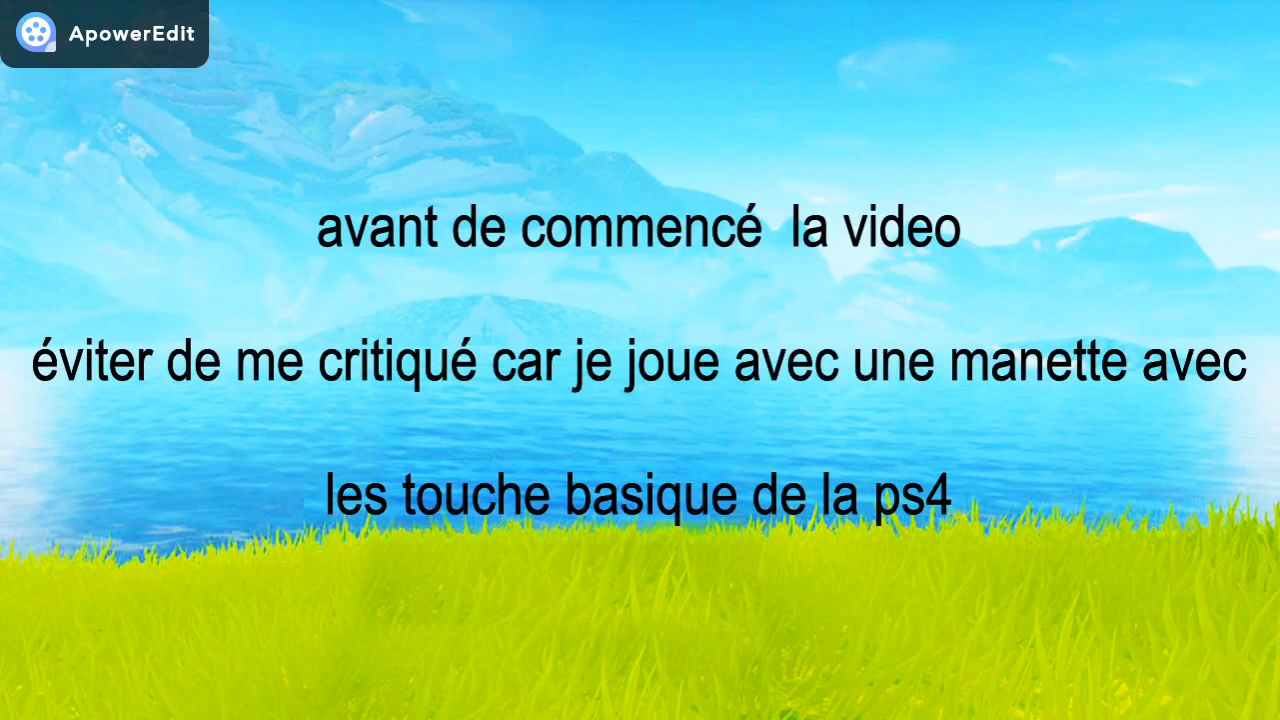 ApowerEdit
avant de commencé  la video
éviter de me critiqué car je joue avec une manette avec
les touche basique de la ps4